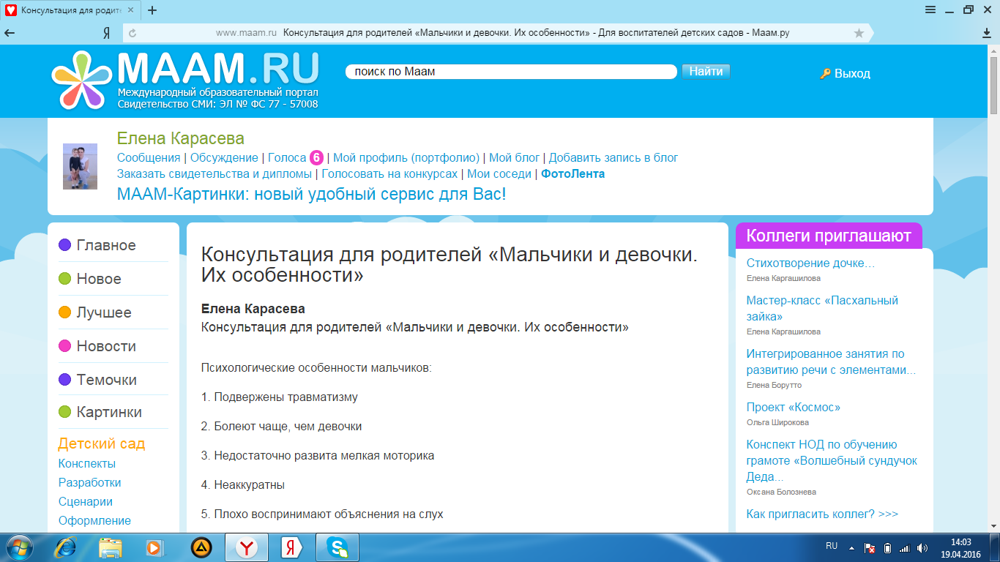 Консультация для родите
www.maam.ru Консультация для родителей «Мальчики и девочки. Их особенности» - Для воспитателей детских садов - Маам.ру
MAAM.RU
Международный образовательный портал
Свидетельство СМИ: ЭЛ № ФС 77 - 57008
поиск по Маам
Найти
Выход
Елена Карасева
Сообщения | Обсуждение | Голоса 6 | Мой профиль (портфолио) | Мой блог | Добавить запись в блог
Заказать свидетельства и дипломы | Голосовать на конкурсах | Мои соседи | ФотоЛента
МААМ-Картинки: новый удобный сервис для Вас!
Главное
Новое
Лучшее
Новости
Темочки
Картинки
Детский сад
Конспекты
Разработки
Сценарии
Оформление
Консультация для родителей «Мальчики и девочки.
Их особенности»
Елена Карасева
Консультация для родителей «Мальчики и девочки. Их особенности»
Психологические особенности мальчиков:
1. Подвержены травматизму
2. Болеют чаще, чем девочки
3. Недостаточно развита мелкая моторика
4. Неаккуратны
5. Плохо воспринимают объяснения на слух
Коллеги приглашают
Стихотворение дочке…
Елена Каргашилова
Мастер-класс «Пасхальный
зайка»
Елена Каргашилова
Интегрированное занятия по
развитию речи с элементами...
Елена Борутто
Проект «Космос»
Ольга Широкова
Конспект НОД по обучению
грамоте «Волшебный сундучок
Деда...
Оксана Болознева
Как пригласить коллег? >>>
RU
14:03
19.04.2016